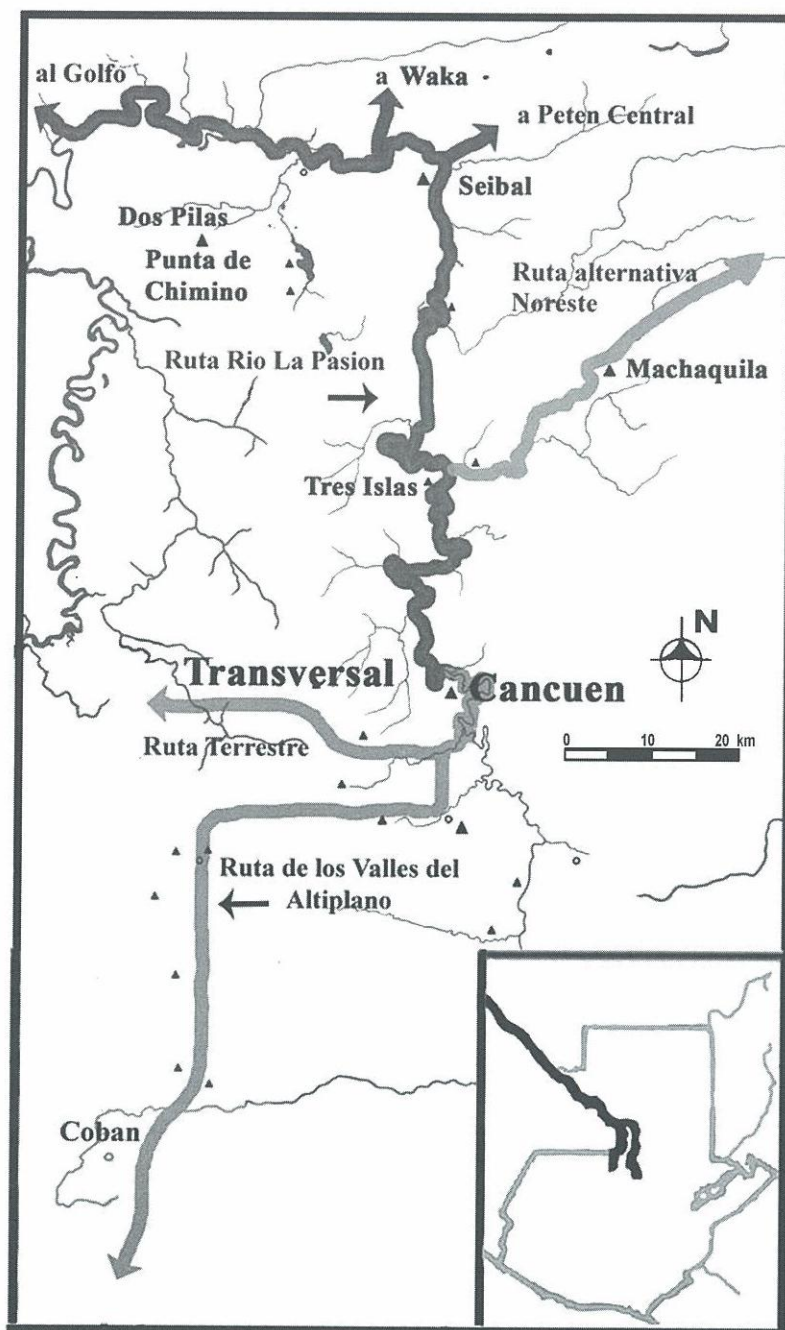 al Golfo
a Waka
a Peten Central
Seibal
Dos Pilas
Punta de
Chimino
Ruta alternativa
Noreste
Ruta Rio La Pasion
Machaquila
Tres Islas
N
Transversal
Cancuen
Ruta Terrestre
0 10 20 km
Ruta de los Valles del
Altiplano
Coban